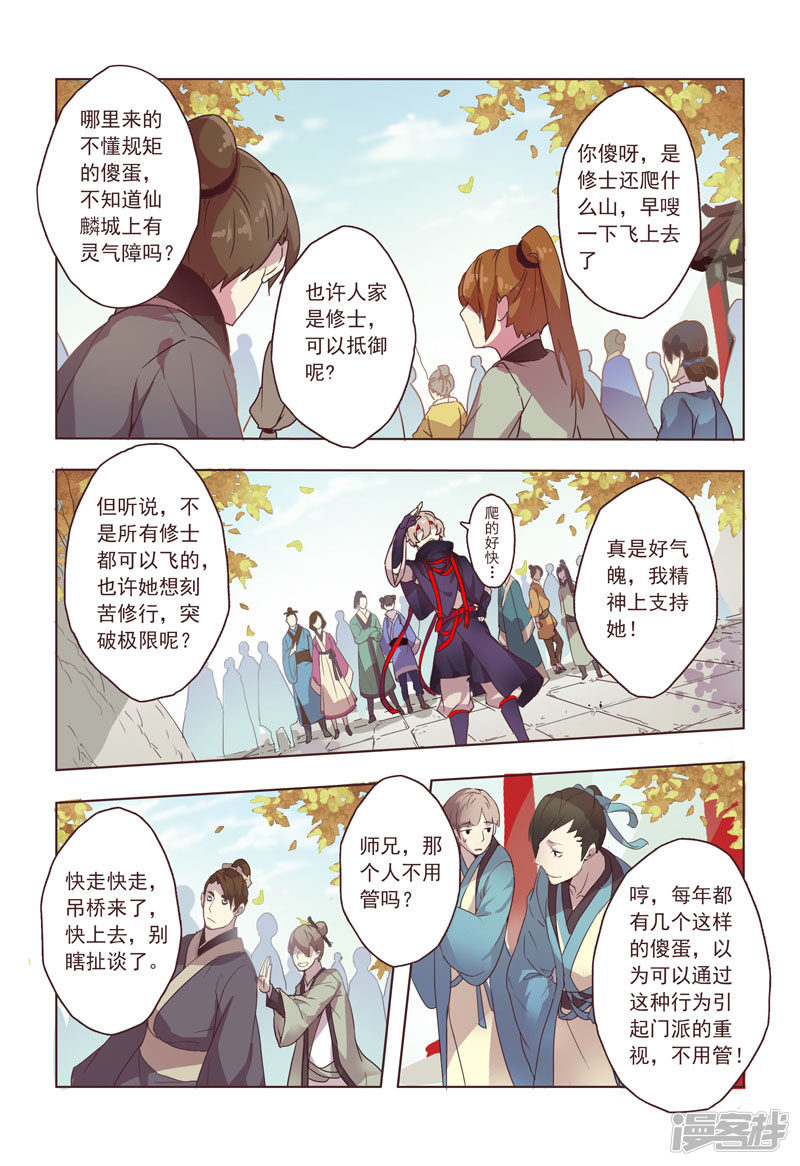 哪里来的
不懂规矩
的傻蛋，
不知道仙
麟城上有
灵气障吗？
也许人家
是修士，
可以抵御
呢？
你傻呀，是
修士还爬什
么山，早嗖
一下飞上去
了
但听说，不
是所有修士
都可以飞的，
也许她想刻
苦修行，突
破极限呢？
爬的
好快…
真是好气
魄，我精
神上支持
她！
快走快走，
吊桥来了，
快上去，别
瞎扯谈了。
师兄，那
个人不用
管吗？
哼，每年都
有几个这样
的傻蛋，以
为可以通过
这种行为引
起门派的重
视，不用管！
漫客栈